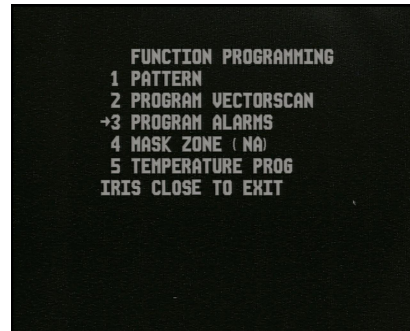 FUNCTION PROGRAMMING
1 PATTERN
2 PROGRAM VECTORSCAN
→3 PROGRAM ALARMS
4 MASK ZONE (NA)
5 TEMPERATURE PROG
IRIS CLOSE TO EXIT